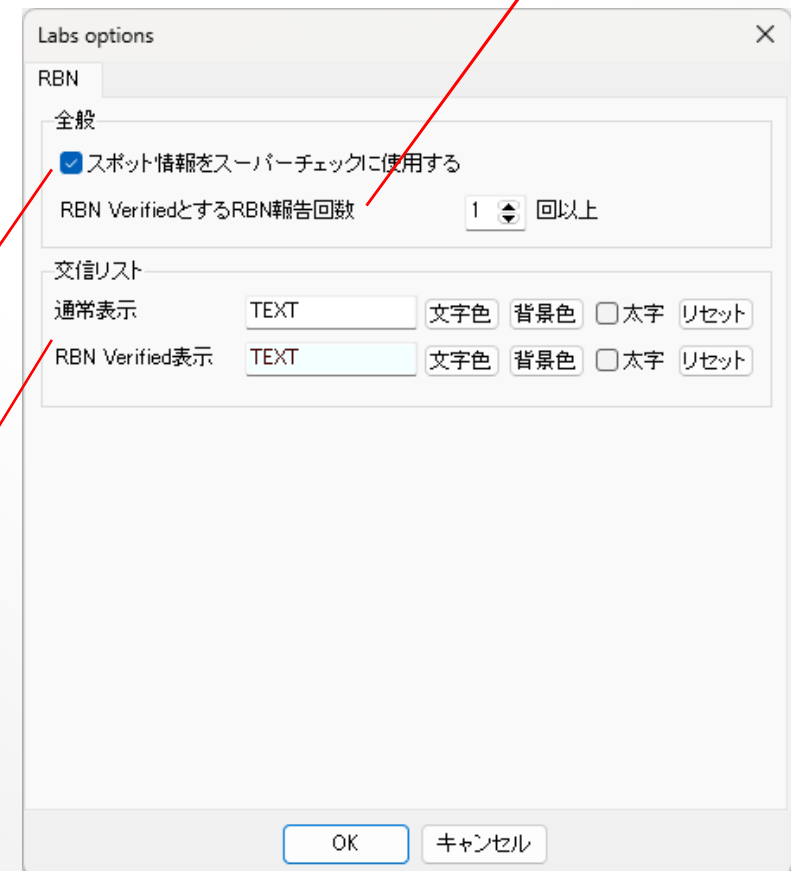 Labs options
RBN
全般
スポット情報をスーパーチェックに使用する
RBN VerifiedとするRBN報告回数 1 回以上
交信リスト
通常表示 TEXT 文字色 背景色 太字 リセット
RBN Verified表示 TEXT 文字色 背景色 太字 リセット
OK キャンセル